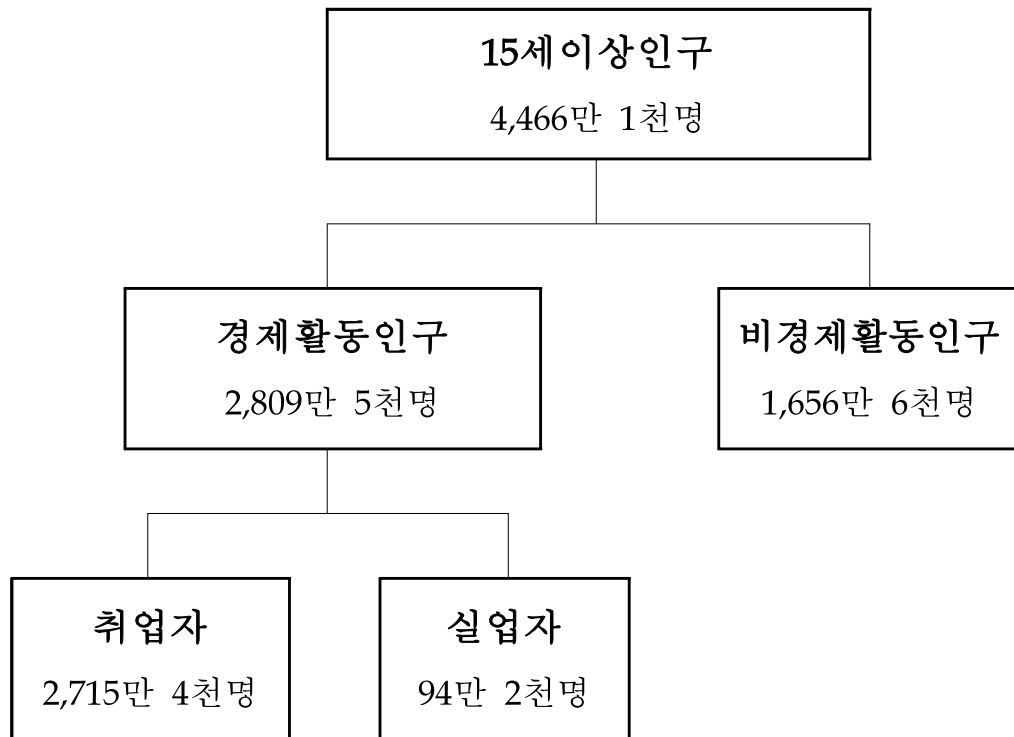 15세이상인구
4,466만 1천명
경제활동인구
2,809만 5천명
비경제활동인구
1,656만 6천명
취업자
2,715만 4천명
실업자
94만 2천명